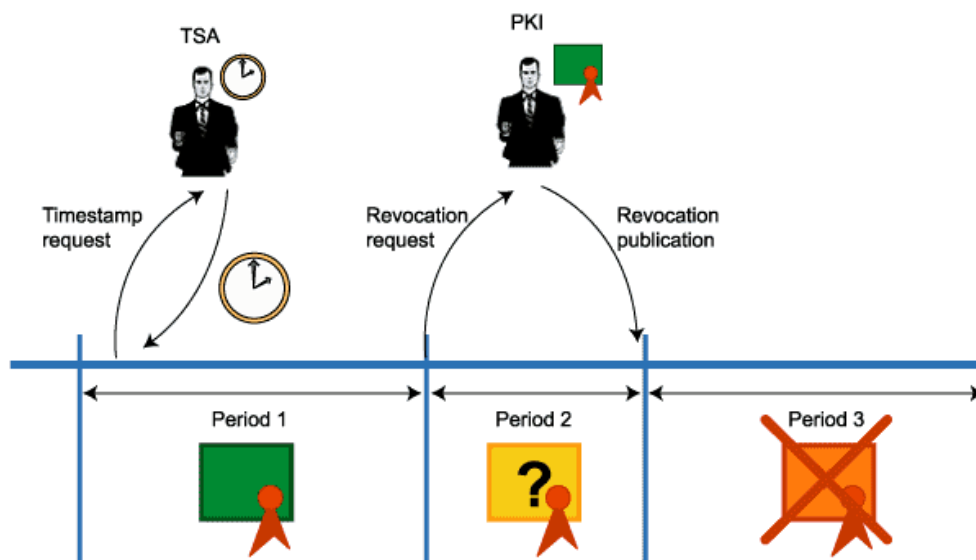 TSA
PKI
Timestamp
request
Revocation
request
Revocation
publication
Period 1
Period 2
Period 3
?